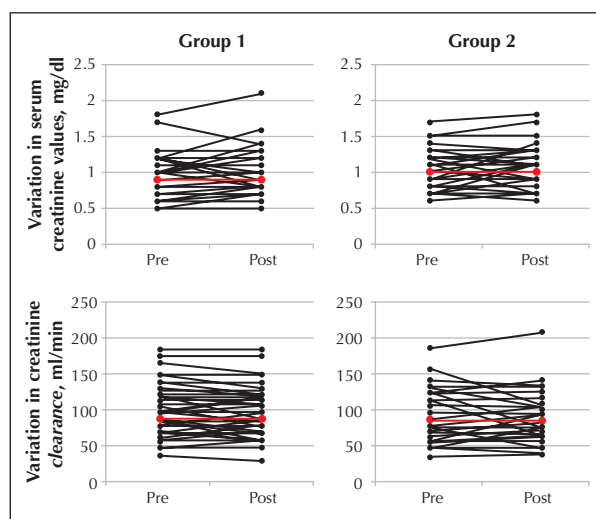 Group 1
Group 2
Variation in serum
creatinine values, mg/dl
2.5
2
1.5
1
0.5
0
Pre
Post
2.5
2
1.5
1
0.5
0
Pre
Post
Variation in creatinine
clearance, ml/min
250
200
150
100
50
0
Pre
Post
250
200
150
100
50
0
Pre
Post